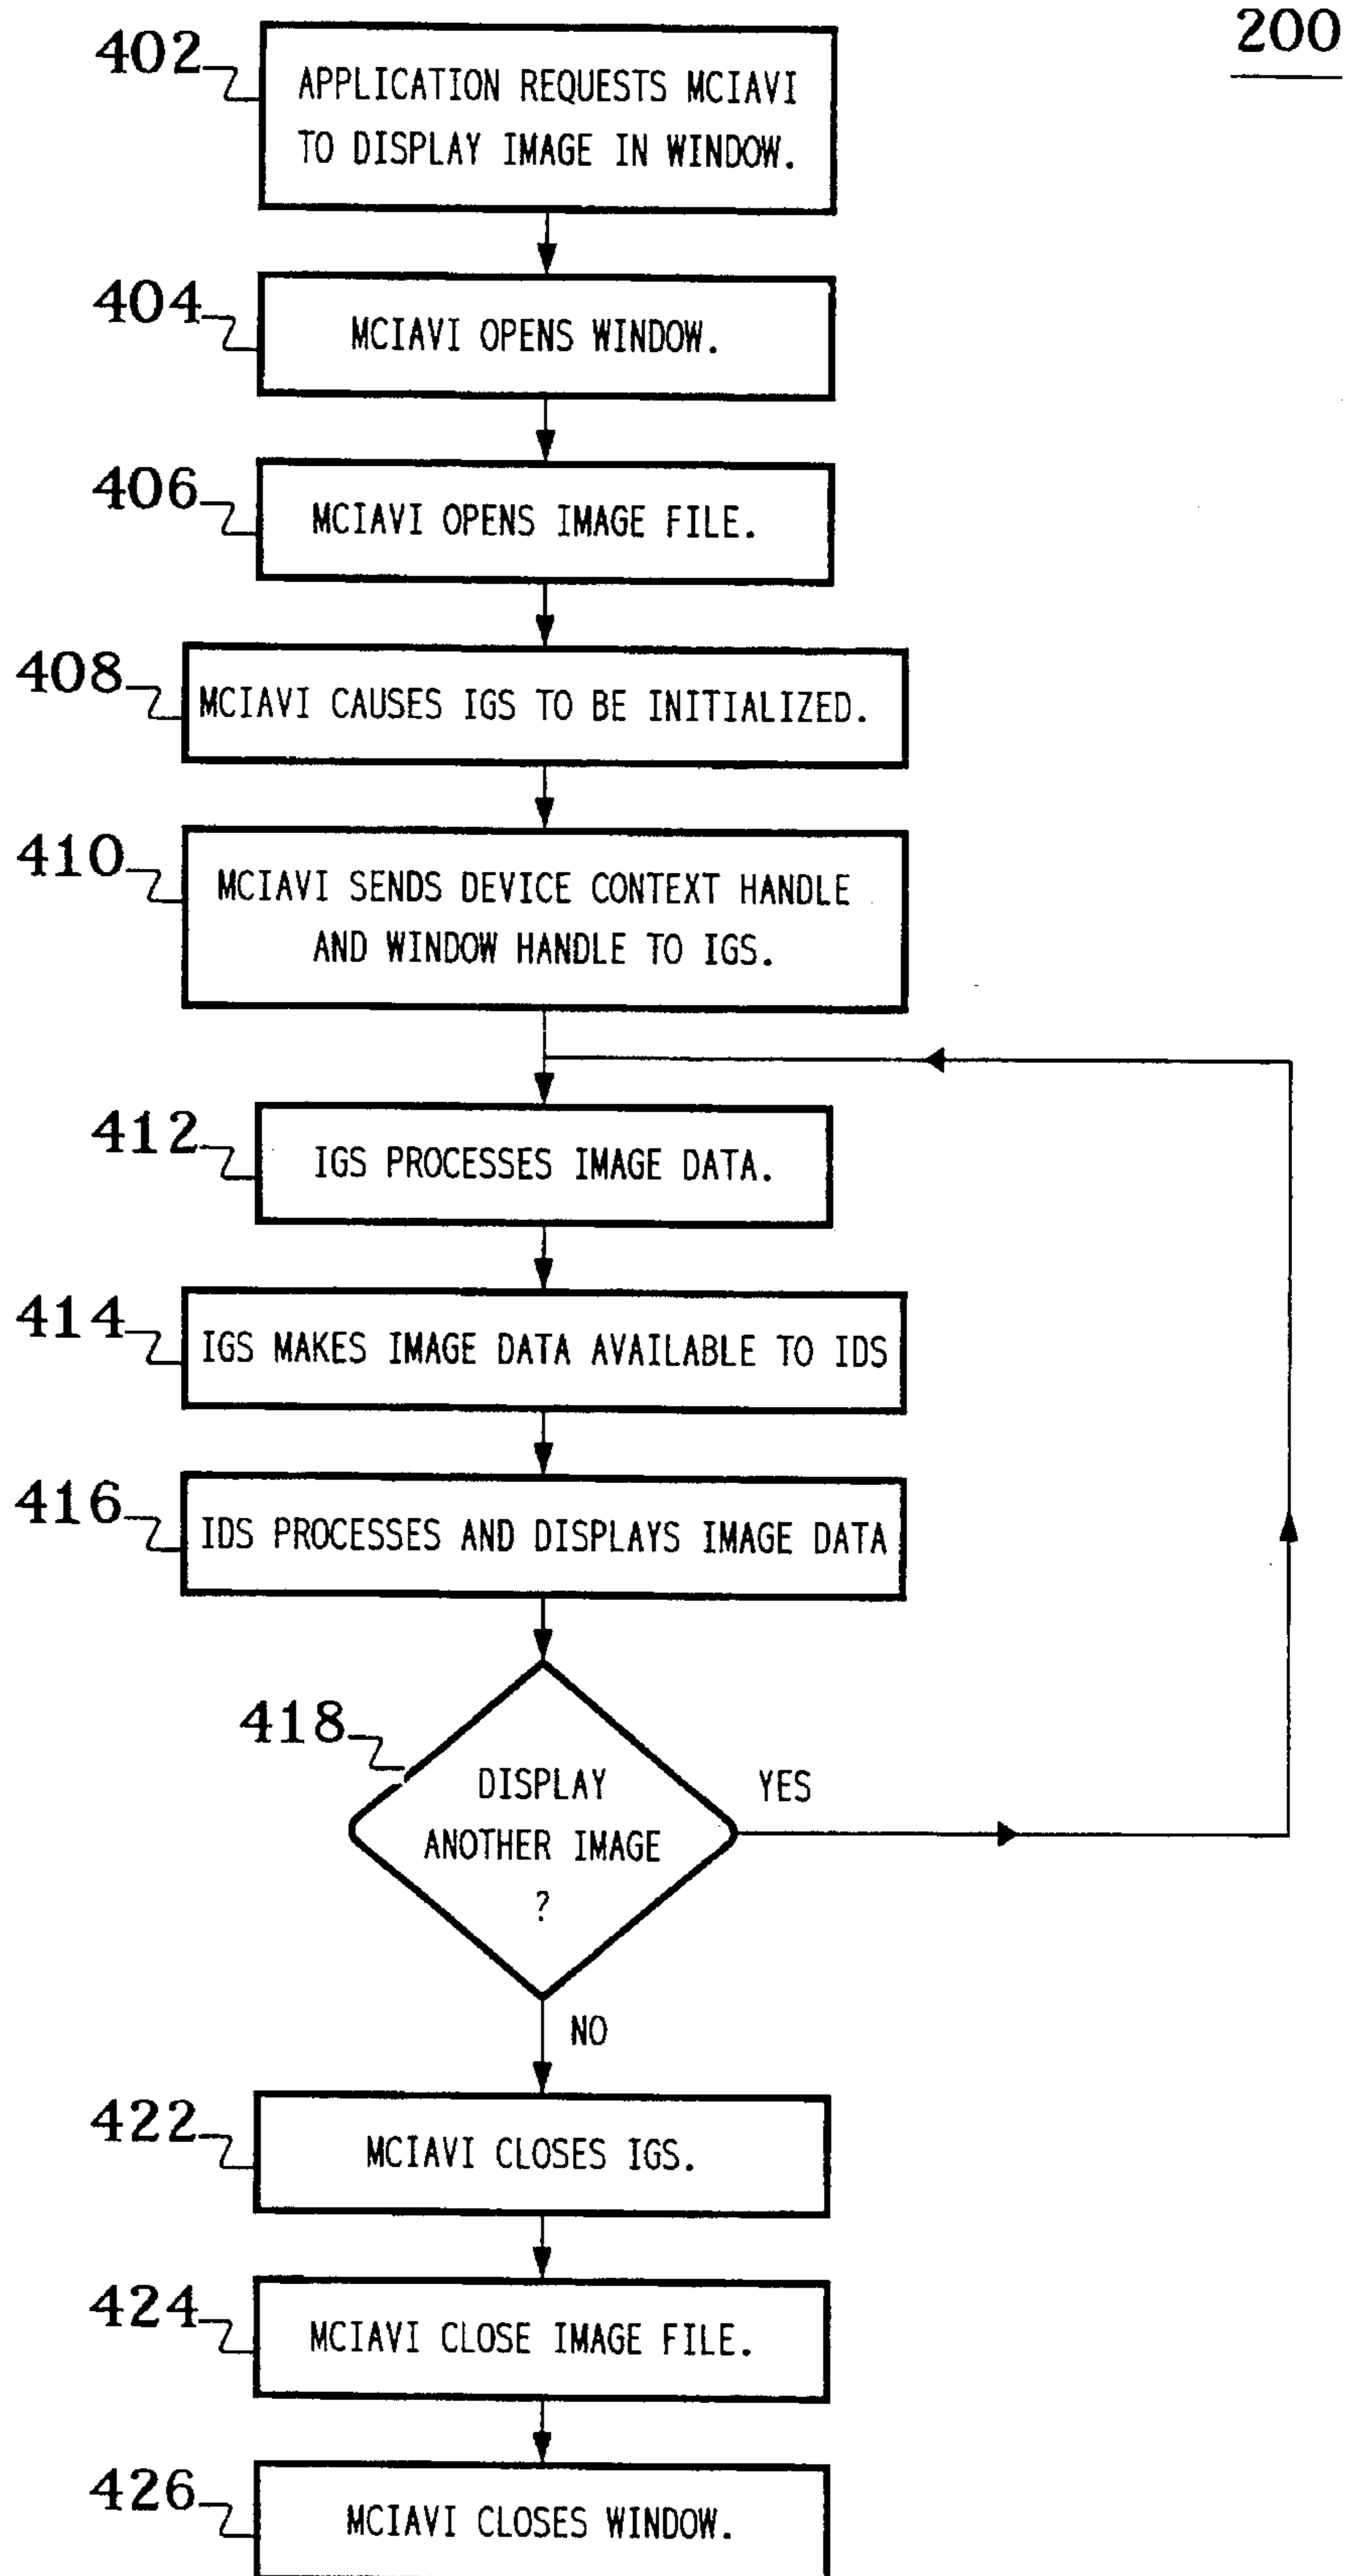 200
402
APPLICATION REQUESTS MCIAVI
TO DISPLAY IMAGE IN WINDOW.
404
MCIAVI OPENS WINDOW.
406
MCIAVI OPENS IMAGE FILE.
408
MCIAVI CAUSES IGS TO BE INITIALIZED.
410
MCIAVI SENDS DEVICE CONTEXT HANDLE
AND WINDOW HANDLE TO IGS.
412
IGS PROCESSES IMAGE DATA.
414
IGS MAKES IMAGE DATA AVAILABLE TO IDS
416
IDS PROCESSES AND DISPLAYS IMAGE DATA
418
DISPLAY
ANOTHER IMAGE
?
YES
NO
422
MCIAVI CLOSES IGS.
424
MCIAVI CLOSE IMAGE FILE.
426
MCIAVI CLOSES WINDOW.